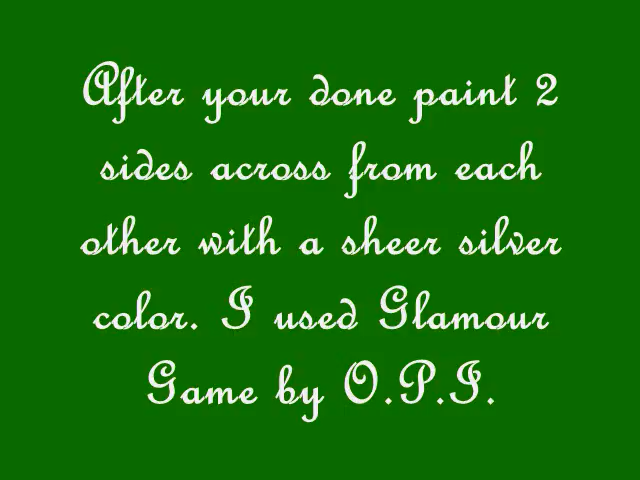 After your done paint 2
sides across from each
other with a sheer silver
color. I used Glamour
Game by O.P.I.